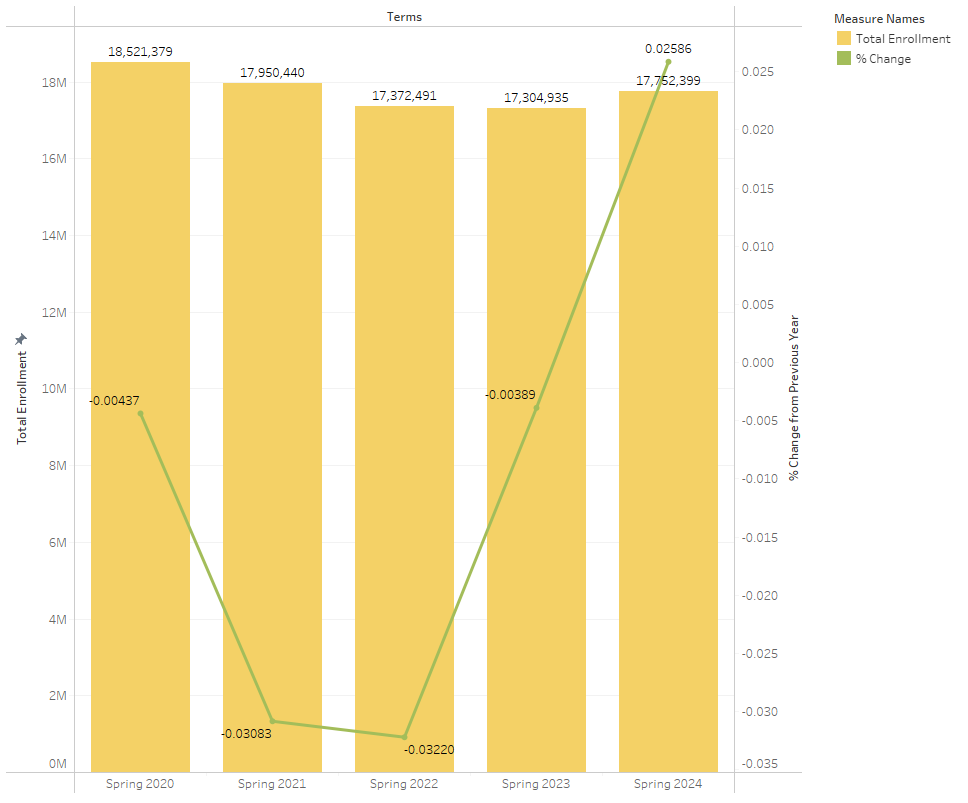 Terms
Measure Names
Total Enrollment
% Change
18,521,379
17,950,440
17,372,491
17,304,935
17,752,399
0.02586
-0.00437
-0.03083
-0.03220
-0.00389
Total Enrollment
18M
16M
14M
12M
10M
8M
6M
4M
2M
0M
0.025
0.020
0.015
0.010
0.005
0.000
-0.005
-0.010
-0.015
-0.020
-0.025
-0.030
-0.035
% Change from Previous Year
Spring 2020
Spring 2021
Spring 2022
Spring 2023
Spring 2024